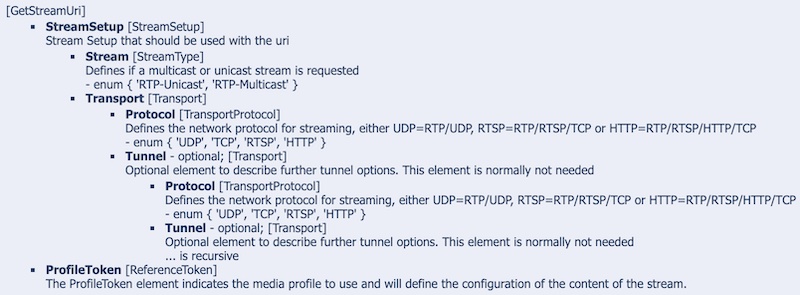 [GetStreamUri]
StreamSetup [StreamSetup]
Stream Setup that should be used with the uri
Stream [StreamType]
Defines if a multicast or unicast stream is requested
- enum { 'RTP-Unicast', 'RTP-Multicast' }
Transport [Transport]
Protocol [TransportProtocol]
Defines the network protocol for streaming, either UDP=RTP/UDP, RTSP=RTP/RTSP/TCP or HTTP=RTP/RTSP/HTTP/TCP
- enum { 'UDP', 'TCP', 'RTSP', 'HTTP' }
Tunnel - optional; [Transport]
Optional element to describe further tunnel options. This element is normally not needed
Protocol [TransportProtocol]
Defines the network protocol for streaming, either UDP=RTP/UDP, RTSP=RTP/RTSP/TCP or HTTP=RTP/RTSP/HTTP/TCP
- enum { 'UDP', 'TCP', 'RTSP', 'HTTP' }
Tunnel - optional; [Transport]
Optional element to describe further tunnel options. This element is normally not needed
... is recursive
ProfileToken [ReferenceToken]
The ProfileToken element indicates the media profile to use and will define the configuration of the content of the stream.